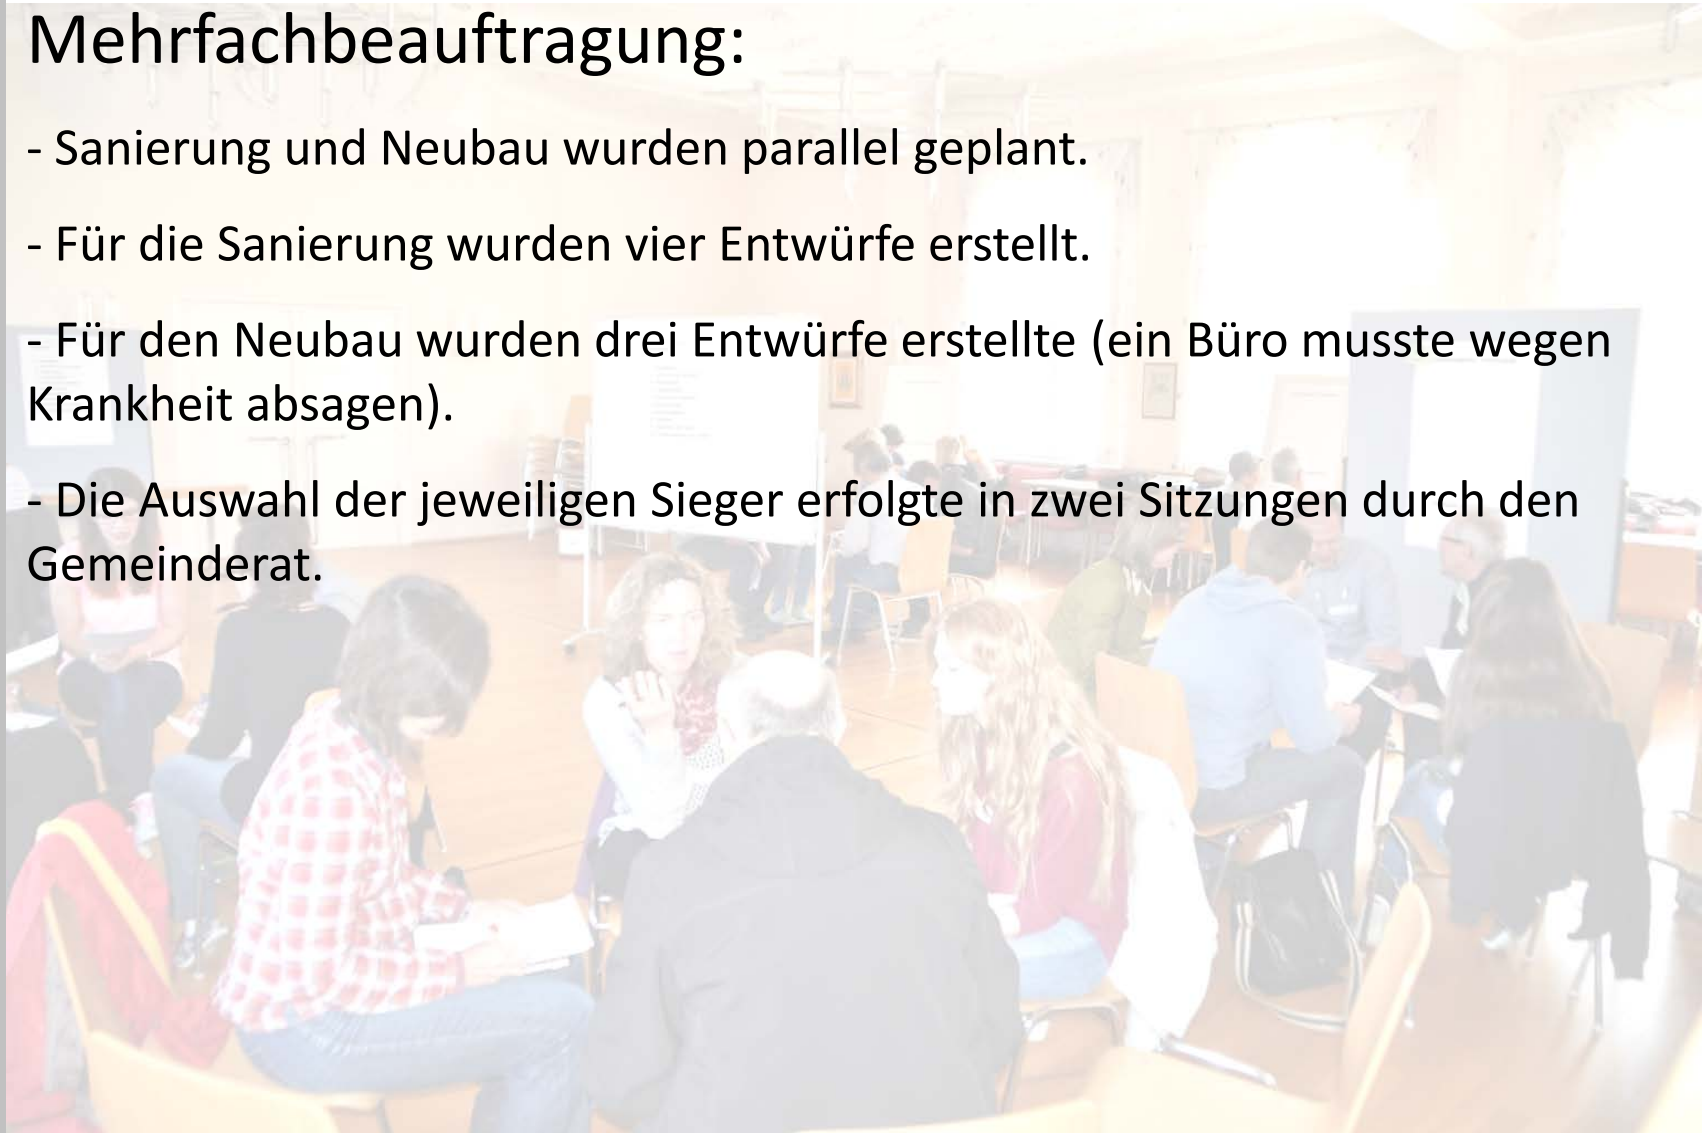 Mehrfachbeauftragung:
- Sanierung und Neubau wurden parallel geplant.
- Für die Sanierung wurden vier Entwürfe erstellt.
- Für den Neubau wurden drei Entwürfe erstellte (ein Büro musste wegen
Krankheit absagen).
- Die Auswahl der jeweiligen Sieger erfolgte in zwei Sitzungen durch den
Gemeinderat.